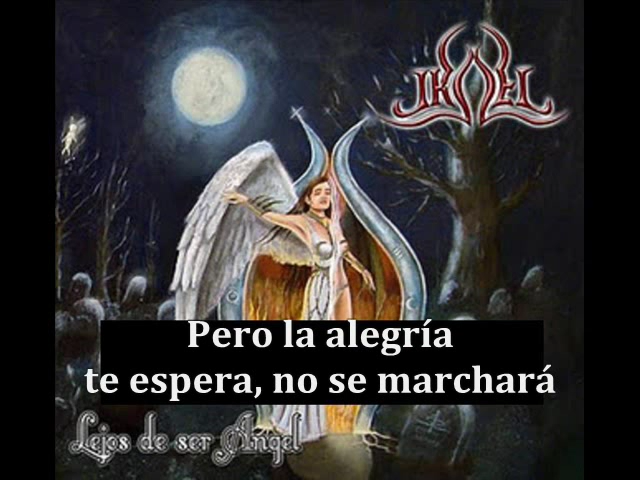 IKAEL
Pero la alegría
te espera, no se marchará
Lejos de ser Angel